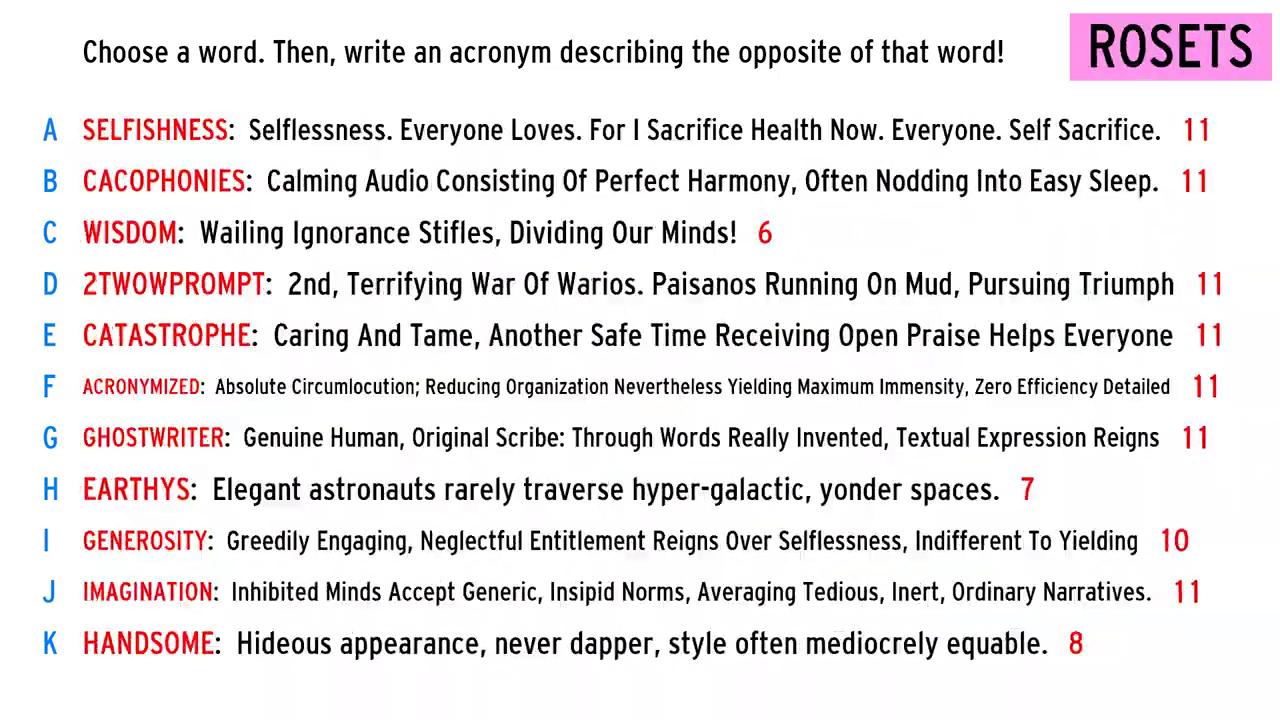 Choose a word. Then, write an acronym describing the opposite of that word!
ROSETS
A SELFISHNESS: Selflessness. Everyone Loves. For I Sacrifice Health Now. Everyone. Self Sacrifice. 11
B CACOPHONIES: Calming Audio Consisting Of Perfect Harmony, Often Nodding Into Easy Sleep. 11
C WISDOM: Wailing Ignorance Stifles, Dividing Our Minds! 6
D 2TWOWPROMPT: 2nd, Terrifying War Of Warios. Paisanos Running On Mud, Pursuing Triumph 11
E CATASTROPHE: Caring And Tame, Another Safe Time Receiving Open Praise Helps Everyone 11
F ACRONYMIZED: Absolute Circumlocution; Reducing Organization Nevertheless Yielding Maximum Immensity, Zero Efficiency Detailed 11
G GHOSTWRITER: Genuine Human, Original Scribe: Through Words Really Invented, Textual Expression Reigns 11
H EARTHYS: Elegant astronauts rarely traverse hyper-galactic, yonder spaces. 7
I GENEROSITY: Greedily Engaging, Neglectful Entitlement Reigns Over Selflessness, Indifferent To Yielding 10
J IMAGINATION: Inhibited Minds Accept Generic, Insipid Norms, Averaging Tedious, Inert, Ordinary Narratives. 11
K HANDSOME: Hideous appearance, never dapper, style often mediocrely equable. 8